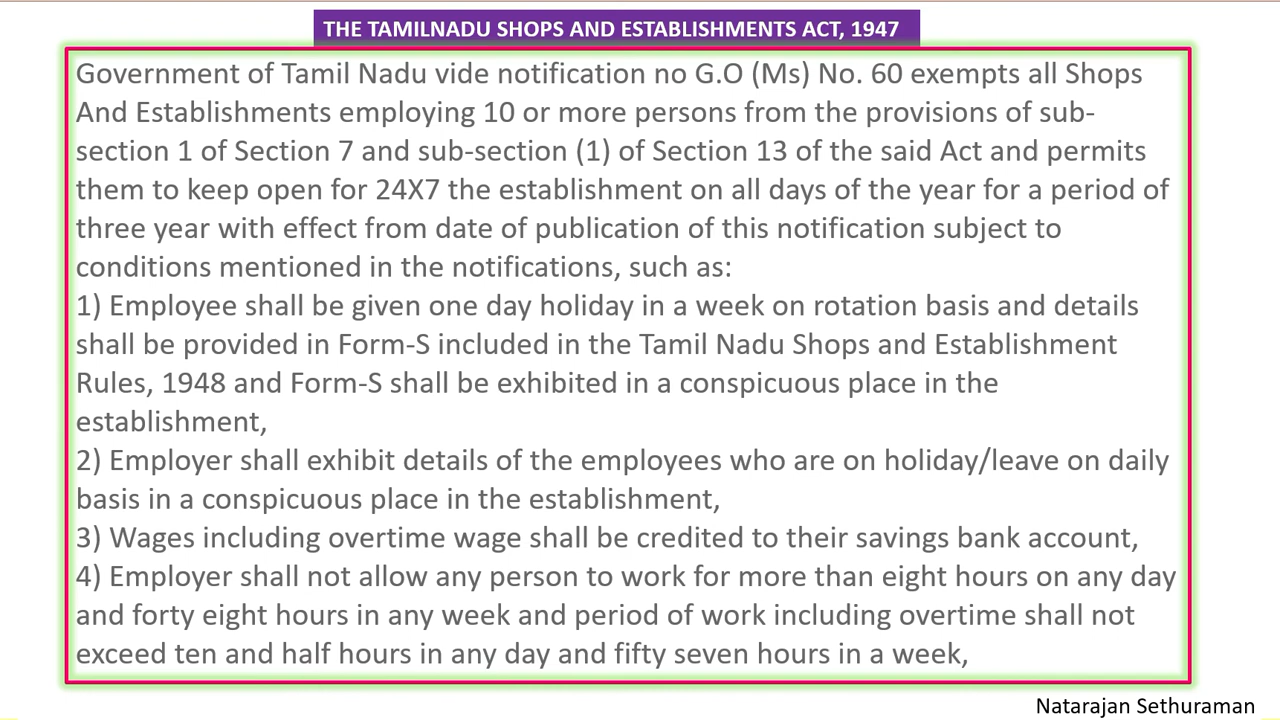 THE TAMILNADU SHOPS AND ESTABLISHMENTS ACT, 1947
Government of Tamil Nadu vide notification no G.O (Ms) No. 60 exempts all Shops
And Establishments employing 10 or more persons from the provisions of sub-
section 1 of Section 7 and sub-section (1) of Section 13 of the said Act and permits
them to keep open for 24X7 the establishment on all days of the year for a period of
three year with effect from date of publication of this notification subject to
conditions mentioned in the notifications, such as:
1) Employee shall be given one day holiday in a week on rotation basis and details
shall be provided in Form-S included in the Tamil Nadu Shops and Establishment
Rules, 1948 and Form-S shall be exhibited in a conspicuous place in the
establishment,
2) Employer shall exhibit details of the employees who are on holiday/leave on daily
basis in a conspicuous place in the establishment,
3) Wages including overtime wage shall be credited to their savings bank account,
4) Employer shall not allow any person to work for more than eight hours on any day
and forty eight hours in any week and period of work including overtime shall not
exceed ten and half hours in any day and fifty seven hours in a week,
Natarajan Sethuraman